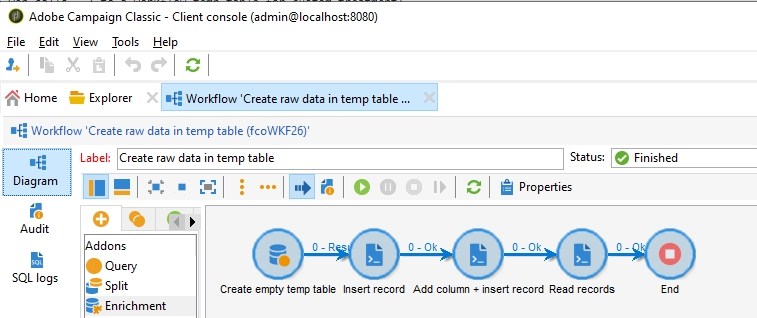 Adobe Campaign Classic - Client console (admin@localhost:8080)
File Edit View Tools Help
Home Explorer Workflow 'Create raw data in temp table ...
Workflow 'Create raw data in temp table (fcoWKF26)'
Diagram
Audit
SQL
SQL logs
Label: Create raw data in temp table Status: Finished
Properties
Addons
Query
Split
Enrichment
0 - Resu 0 - Ok 0 - Ok 0 - Ok
Create empty temp table Insert record Add column + insert record Read records End